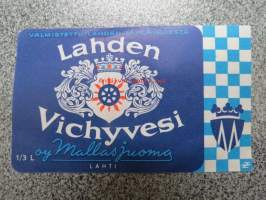 VALMISTETTU LAHDEN
Lahden
Vichyvesi
oy Mallasjuoma
1/3 L
LAHTI